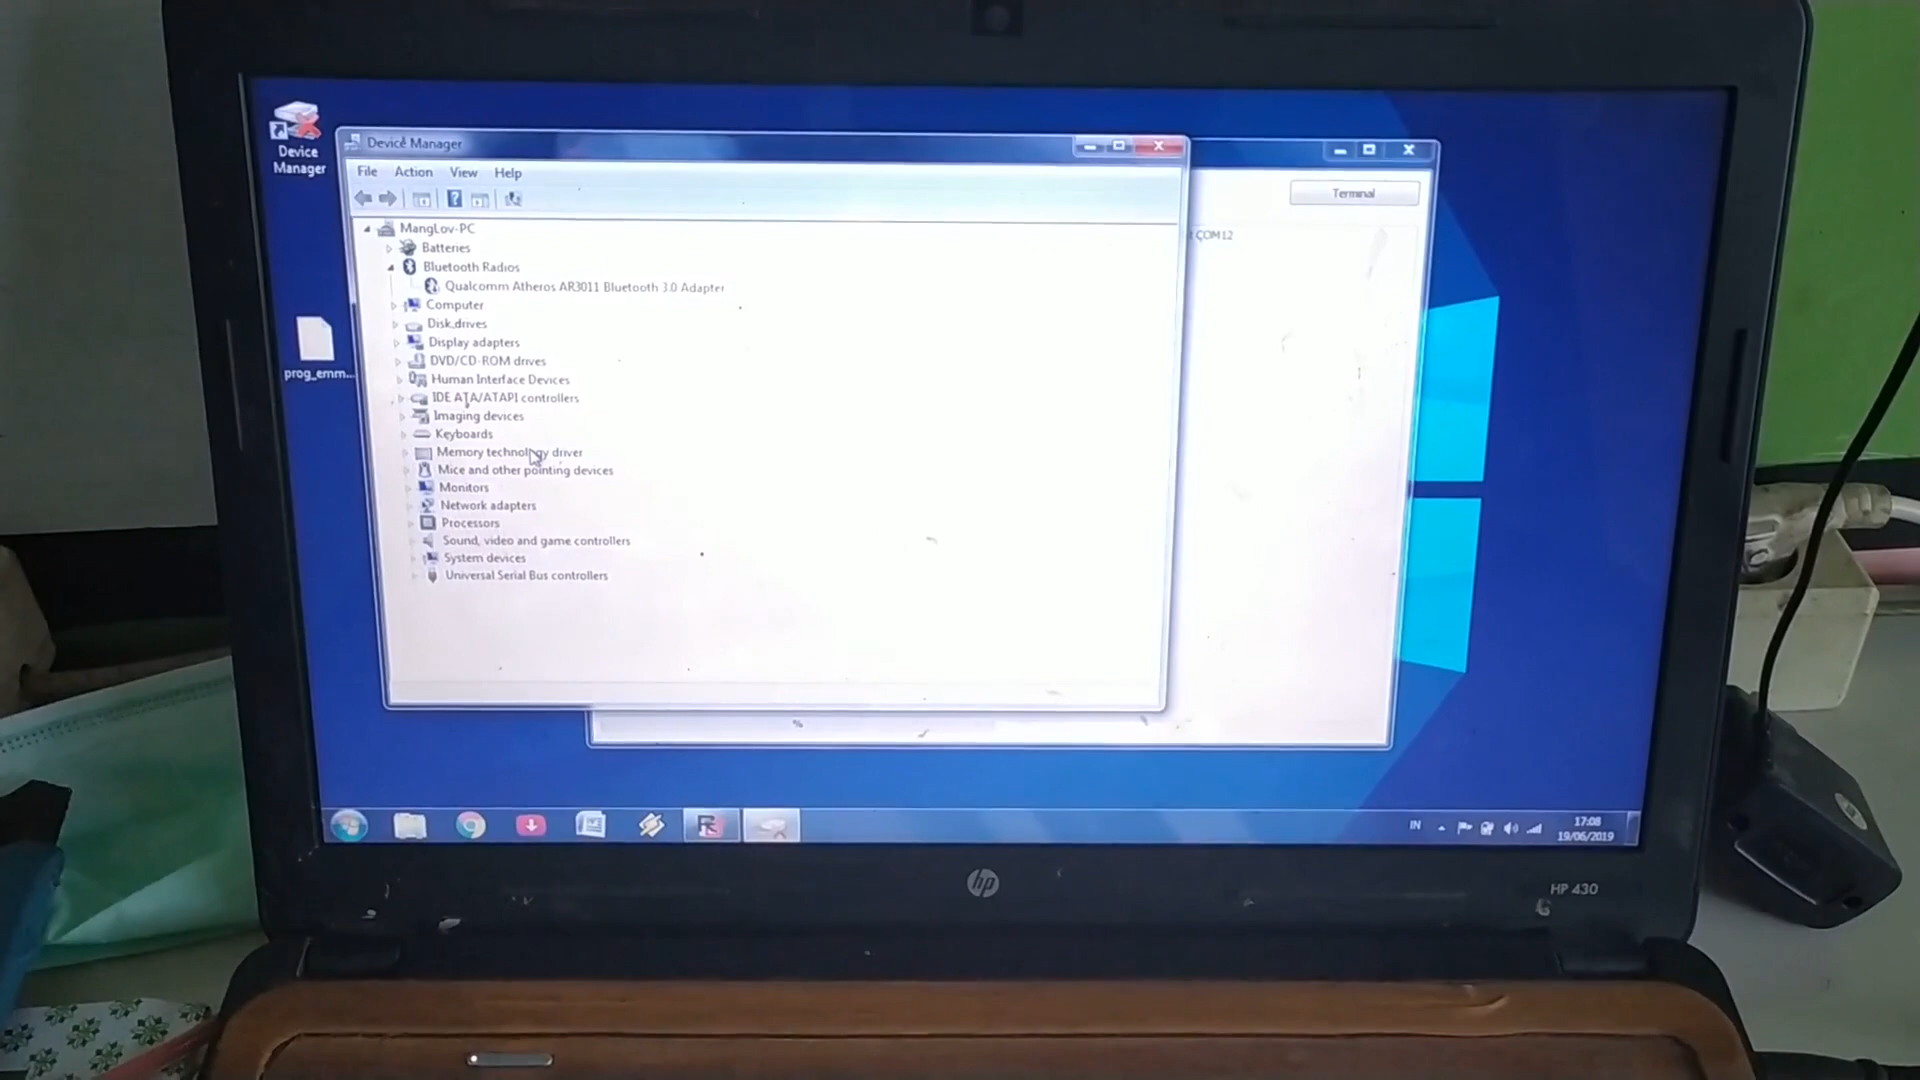 Device
Manager
prog_emm...
Device Manager
File Action View Help
MangLov-PC
Batteries
Bluetooth Radios
Qualcomm Atheros AR3011 Bluetooth 3.0 Adapter
Computer
Disk drives
Display adapters
DVD/CD-ROM drives
Human Interface Devices
IDE ATA/ATAPI controllers
Imaging devices
Keyboards
Memory technology driver
Mice and other pointing devices
Monitors
Network adapters
Processors
Sound, video and game controllers
System devices
Universal Serial Bus controllers
Terminal
COM12
IN
17:08
19/06/2019
hp
HP 430